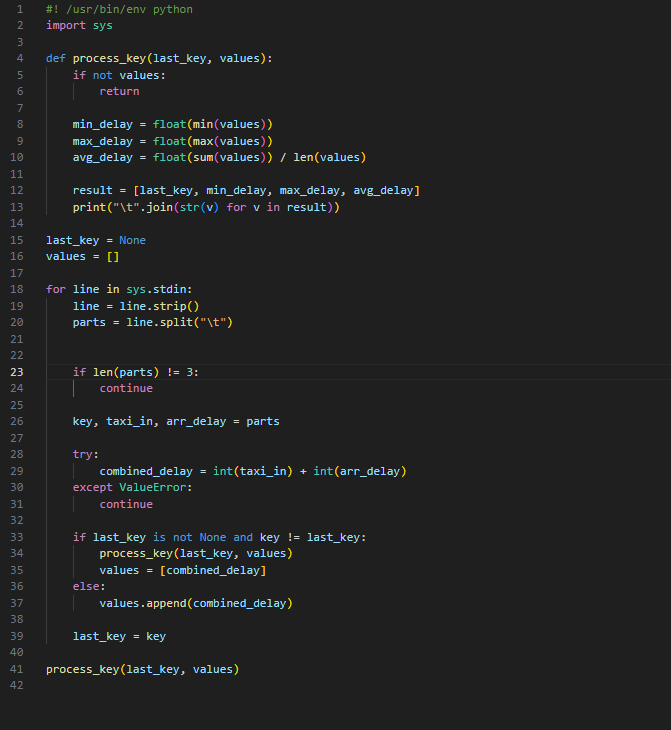 1 #! /usr/bin/env python
2 import sys
3
4 def process_key(last_key, values):
5     if not values:
6         return
7
8     min_delay = float(min(values))
9     max_delay = float(max(values))
10     avg_delay = float(sum(values)) / len(values)
11
12     result = [last_key, min_delay, max_delay, avg_delay]
13     print("\t".join(str(v) for v in result))
14
15 last_key = None
16 values = []
17
18 for line in sys.stdin:
19     line = line.strip()
20     parts = line.split("\t")
21
22
23     if len(parts) != 3:
24         continue
25
26     key, taxi_in, arr_delay = parts
27
28     try:
29         combined_delay = int(taxi_in) + int(arr_delay)
30     except ValueError:
31         continue
32
33     if last_key is not None and key != last_key:
34         process_key(last_key, values)
35         values = [combined_delay]
36     else:
37         values.append(combined_delay)
38
39     last_key = key
40
41 process_key(last_key, values)
42